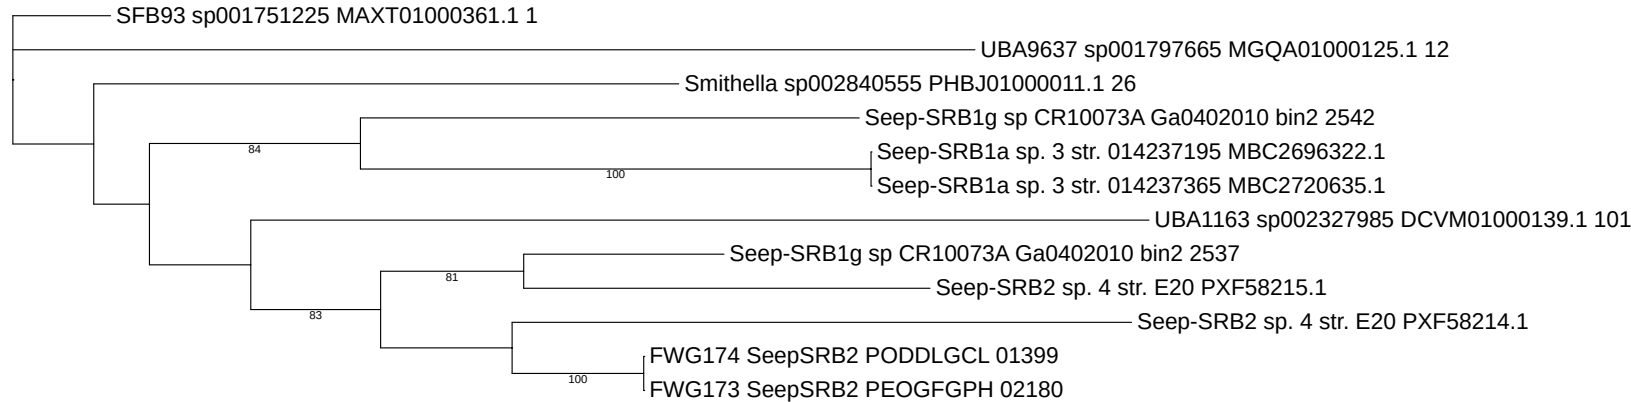 SFB93 sp001751225 MAXT01000361.1 1
UBA9637 sp001797665 MGQA01000125.1 12
Smithella sp002840555 PHBJ01000011.1 26
Seep-SRB1g sp CR10073A Ga0402010 bin2 2542
84
Seep-SRB1a sp. 3 str. 014237195 MBC2696322.1
100
Seep-SRB1a sp. 3 str. 014237365 MBC2720635.1
UBA1163 sp002327985 DCVM01000139.1 101
Seep-SRB1g sp CR10073A Ga0402010 bin2 2537
81
Seep-SRB2 sp. 4 str. E20 PXF58215.1
83
Seep-SRB2 sp. 4 str. E20 PXF58214.1
FWG174 SeepSRB2 PODDLGCL 01399
100
FWG173 SeepSRB2 PEOGFGPH 02180